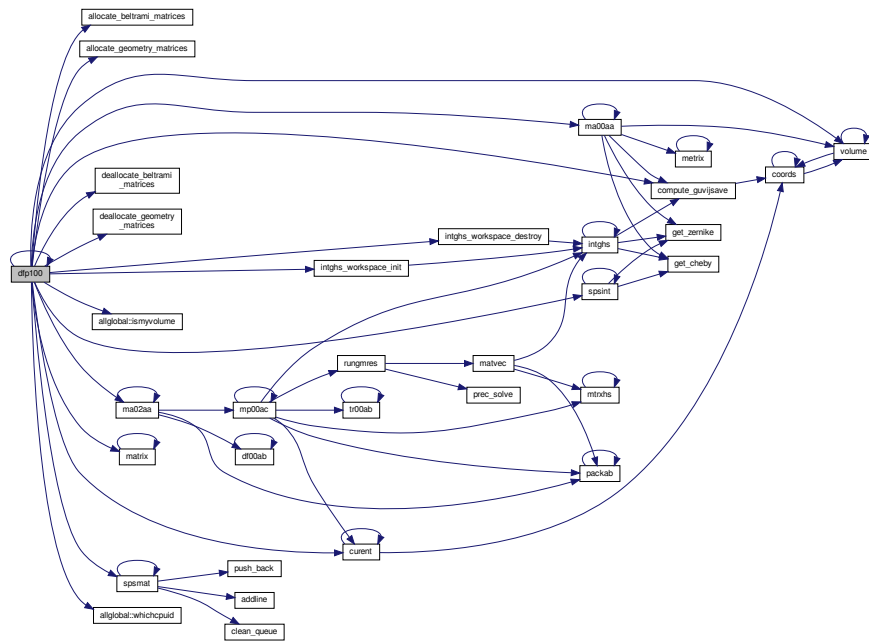 allocate_beltrami_matrices
allocate_geometry_matrices
ma00aa
volume
metrix
coords
deallocate_beltrami
_matrices
compute_guvijsave
deallocate_geometry
_matrices
get_zernike
intghs_workspace_destroy
intghs
get_cheby
dfp100
intghs_workspace_init
spsint
allglobal::ismyvolume
rungmres
matvec
prec_solve
mtrxhs
ma02aa
mp00ac
tr00ab
matrix
df00ab
packab
curent
push_back
spsmat
addline
allglobal::whichcpuid
clean_queue